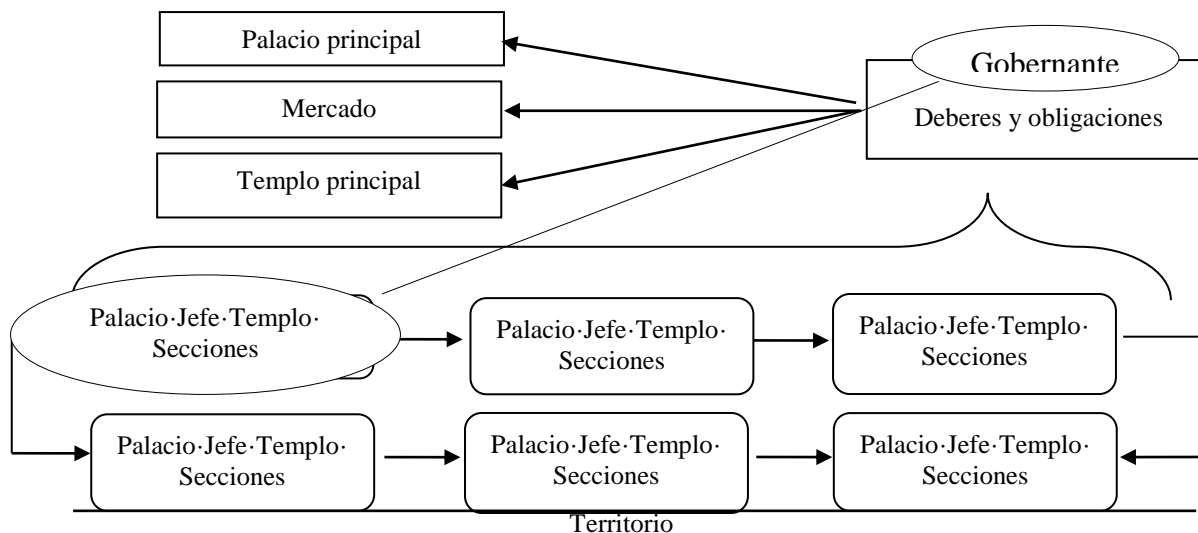 Palacio principal
Gobernante
Mercado
Deberes y obligaciones
Templo principal
Palacio·Jefe·Templo·
Secciones
Palacio·Jefe·Templo·
Secciones
Palacio·Jefe·Templo·
Secciones
Palacio·Jefe·Templo·
Secciones
Palacio·Jefe·Templo·
Secciones
Palacio·Jefe·Templo·
Secciones
Territorio